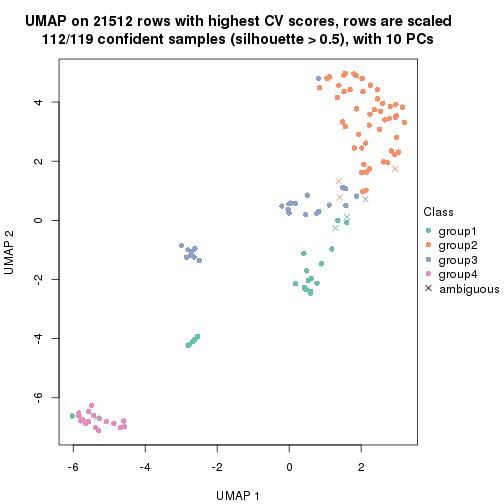 UMAP on 21512 rows with highest CV scores, rows are scaled
112/119 confident samples (silhouette > 0.5), with 10 PCs
UMAP 2
4
2
0
-2
-4
-6
-6
-4
-2
0
2
UMAP 1
Class
group1
group2
group3
group4
ambiguous